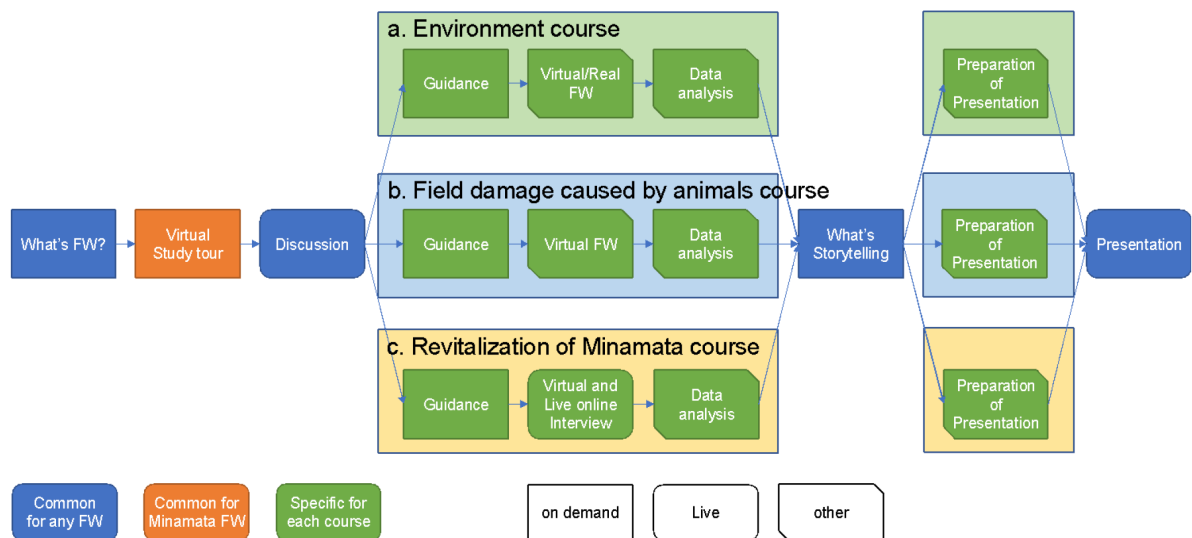 a. Environment course
Guidance
Virtual/Real
FW
Data
analysis
Preparation
of
Presentation
b. Field damage caused by animals course
What's FW?
Virtual
Study tour
Discussion
Guidance
Virtual FW
Data
analysis
What's
Storytelling
Preparation
of
Presentation
Presentation
c. Revitalization of Minamata course
Guidance
Virtual and
Live online
Interview
Data
analysis
Preparation
of
Presentation
Common
for any FW
Common for
Minamata FW
Specific for
each course
on demand
Live
other